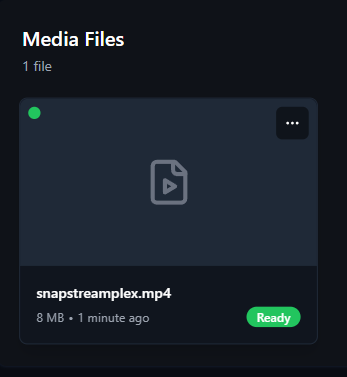 Media Files
1 file
snapstreamplex.mp4
8 MB • 1 minute ago
Ready